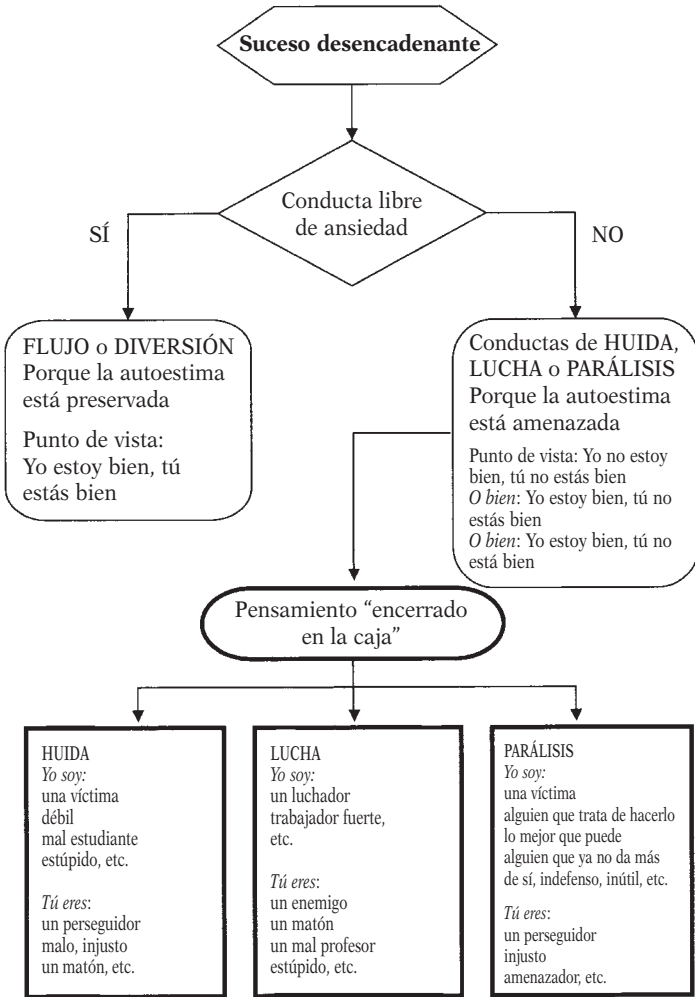 Suceso desencadenante
Conducta libre
de ansiedad
SÍ
NO
FLUJO o DIVERSIÓN
Porque la autoestima
está preservada
Punto de vista:
Yo estoy bien, tú
estás bien
Conductas de HUIDA,
LUCHA o PARÁLISIS
Porque la autoestima
está amenazada
Punto de vista: Yo no estoy
bien, tú no estás bien
O bien: Yo estoy bien, tú no
estás bien
O bien: Yo estoy bien, tú no
está bien
Pensamiento “encerrado
en la caja”
HUIDA
Yo soy:
una víctima
débil
mal estudiante
estúpido, etc.
Tú eres:
un perseguidor
malo, injusto
un matón, etc.
LUCHA
Yo soy:
un luchador
trabajador fuerte,
etc.
Tú eres:
un enemigo
un matón
un mal profesor
estúpido, etc.
PARÁLISIS
Yo soy:
una víctima
alguien que trata de hacerlo
lo mejor que puede
alguien que ya no da más
de sí, indefenso, inútil, etc.
Tú eres:
un perseguidor
injusto
amenazador, etc.